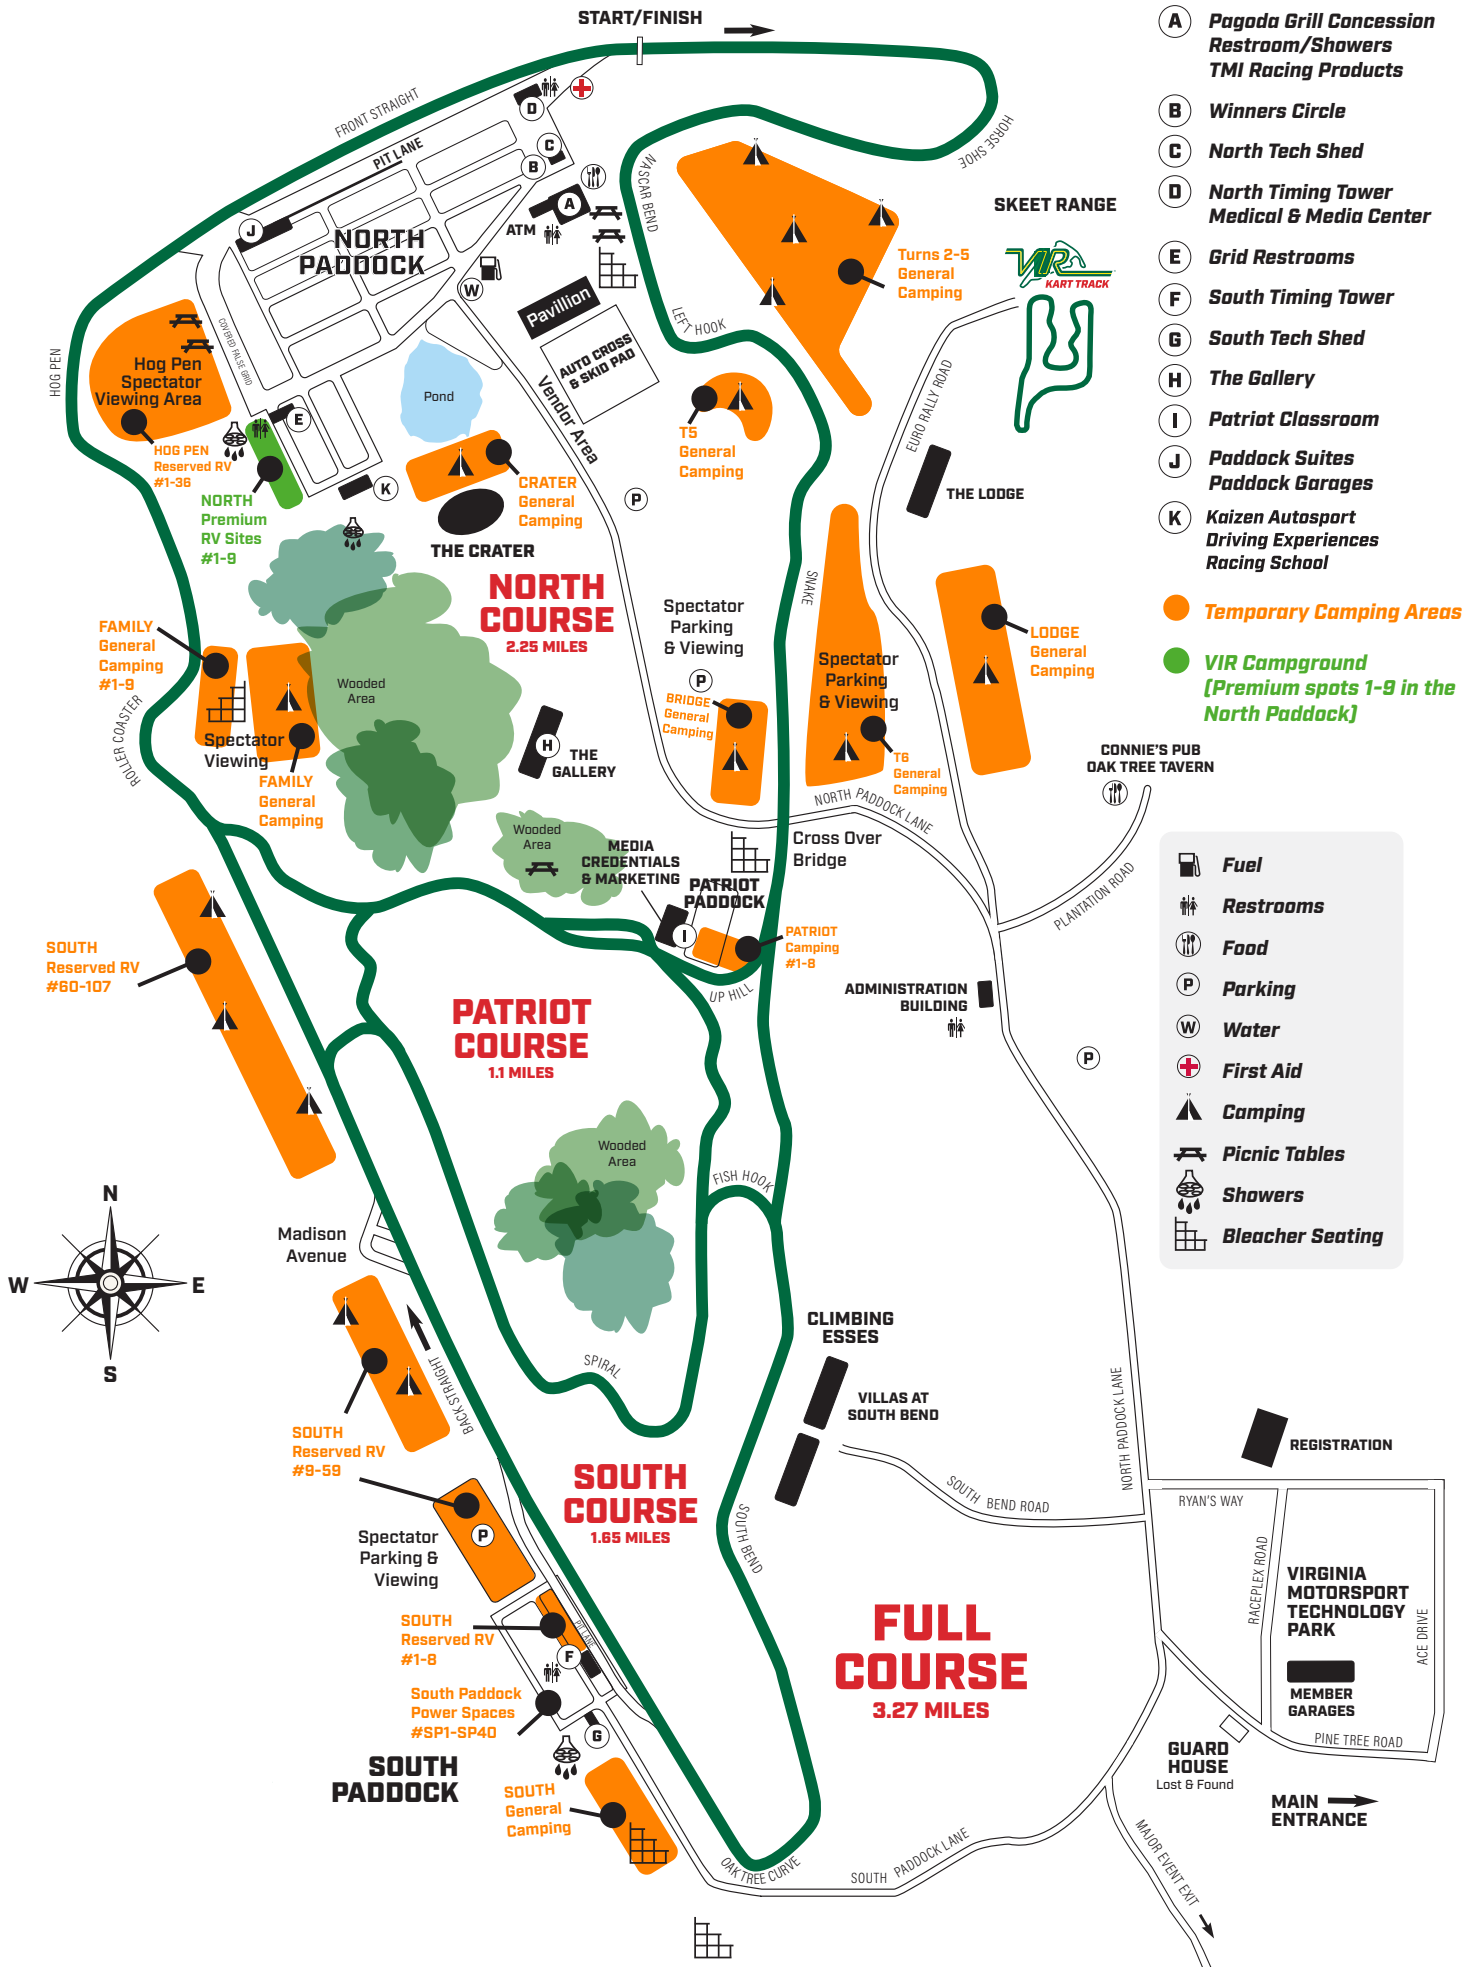 START/FINISH
FRONT STRAIGHT
PIT LANE
HORSE SHOE
NASCAR BEND
LEFT HOOK
D
C
B
A
J
ATM
W
NORTH
PADDOCK
Pavillion
AUTO CROSS
& SKID PAD
Vendor Area
COVERED FALSE GRID
HOG PEN
Hog Pen
Spectator
Viewing Area
HOG PEN
Reserved RV
#1-36
E
K
NORTH
Premium
RV Sites
#1-9
Pond
CRATER
General
Camping
THE CRATER
Turns 2-5
General
Camping
T5
General
Camping
P
SKEET RANGE
VIR
KART TRACK
EURO RALLY ROAD
THE LODGE
SNAKE
NORTH
COURSE
2.25 MILES
Spectator
Parking
& Viewing
P
BRIDGE
General
Camping
Spectator
Parking
& Viewing
T6
General
Camping
LODGE
General
Camping
FAMILY
General
Camping
#1-9
ROLLER COASTER
Spectator
Viewing
FAMILY
General
Camping
Wooded
Area
H
THE
GALLERY
Wooded
Area
MEDIA
CREDENTIALS
& MARKETING
PATRIOT
PADDOCK
I
PATRIOT
Camping
#1-8
UP HILL
Cross Over
Bridge
NORTH PADDOCK LANE
CONNIE'S PUB
OAK TREE TAVERN
PLANTATION ROAD
ADMINISTRATION
BUILDING
P
SOUTH
Reserved RV
#60-107
PATRIOT
COURSE
1.1 MILES
Wooded
Area
FISH HOOK
SPIRAL
Madison
Avenue
N
W
E
S
BACK STRAIGHT
SOUTH
Reserved RV
#9-59
P
Spectator
Parking &
Viewing
CLIMBING
ESSES
VILLAS AT
SOUTH BEND
SOUTH BEND ROAD
SOUTH BEND
SOUTH
COURSE
1.65 MILES
SOUTH
Reserved RV
#1-8
PIT LANE
F
South Paddock
Power Spaces
#SP1-SP40
G
SOUTH
PADDOCK
SOUTH
General
Camping
OAK TREE CURVE
SOUTH PADDOCK LANE
FULL
COURSE
3.27 MILES
NORTH PADDOCK LANE
REGISTRATION
RYAN'S WAY
RACEPLEX ROAD
VIRGINIA
MOTORSPORT
TECHNOLOGY
PARK
ACE DRIVE
MEMBER
GARAGES
PINE TREE ROAD
GUARD
HOUSE
Lost & Found
MAIN
ENTRANCE
MAJOR EVENT EXIT
A Pagoda Grill Concession
Restroom/Showers
TMI Racing Products
B Winners Circle
C North Tech Shed
D North Timing Tower
Medical & Media Center
E Grid Restrooms
F South Timing Tower
G South Tech Shed
H The Gallery
I Patriot Classroom
J Paddock Suites
Paddock Garages
K Kaizen Autosport
Driving Experiences
Racing School
Temporary Camping Areas
VIR Campground
(Premium spots 1-9 in the
North Paddock)
Fuel
Restrooms
Food
P Parking
W Water
First Aid
Camping
Picnic Tables
Showers
Bleacher Seating